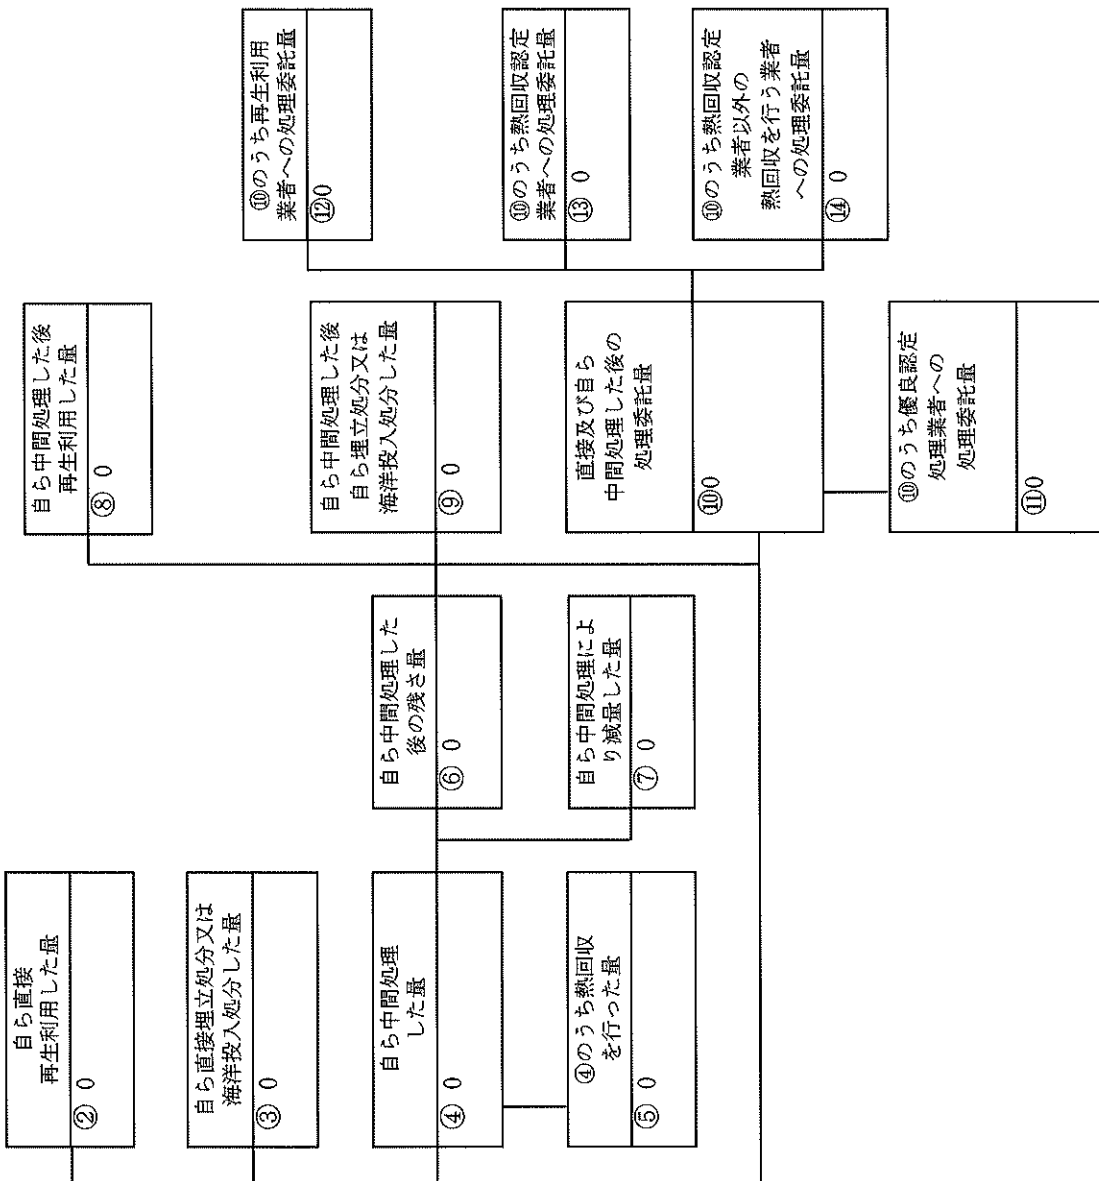 自ら直接
再生利用した量
② 0
自ら直接埋立処分又は
海洋投入処分した量
③ 0
自ら中間処理
した量
④ 0
④のうち熱回収
を行った量
⑤ 0
自ら中間処理した
後の残さ量
⑥ 0
自ら中間処理によ
り減量した量
⑦ 0
自ら中間処理した後
再生利用した量
⑧ 0
自ら中間処理した後
自ら埋立処分又は
海洋投入処分した量
⑨ 0
直接及び自ら
中間処理した後の
処理委託量
⑩0
⑩のうち優良認定
処理業者への
処理委託量
⑪0
⑩のうち再生利用
業者への処理委託量
⑫0
⑩のうち熱回収認定
業者への処理委託量
⑬ 0
⑩のうち熱回収認定
業者以外の
熱回収を行う業者
への処理委託量
⑭ 0